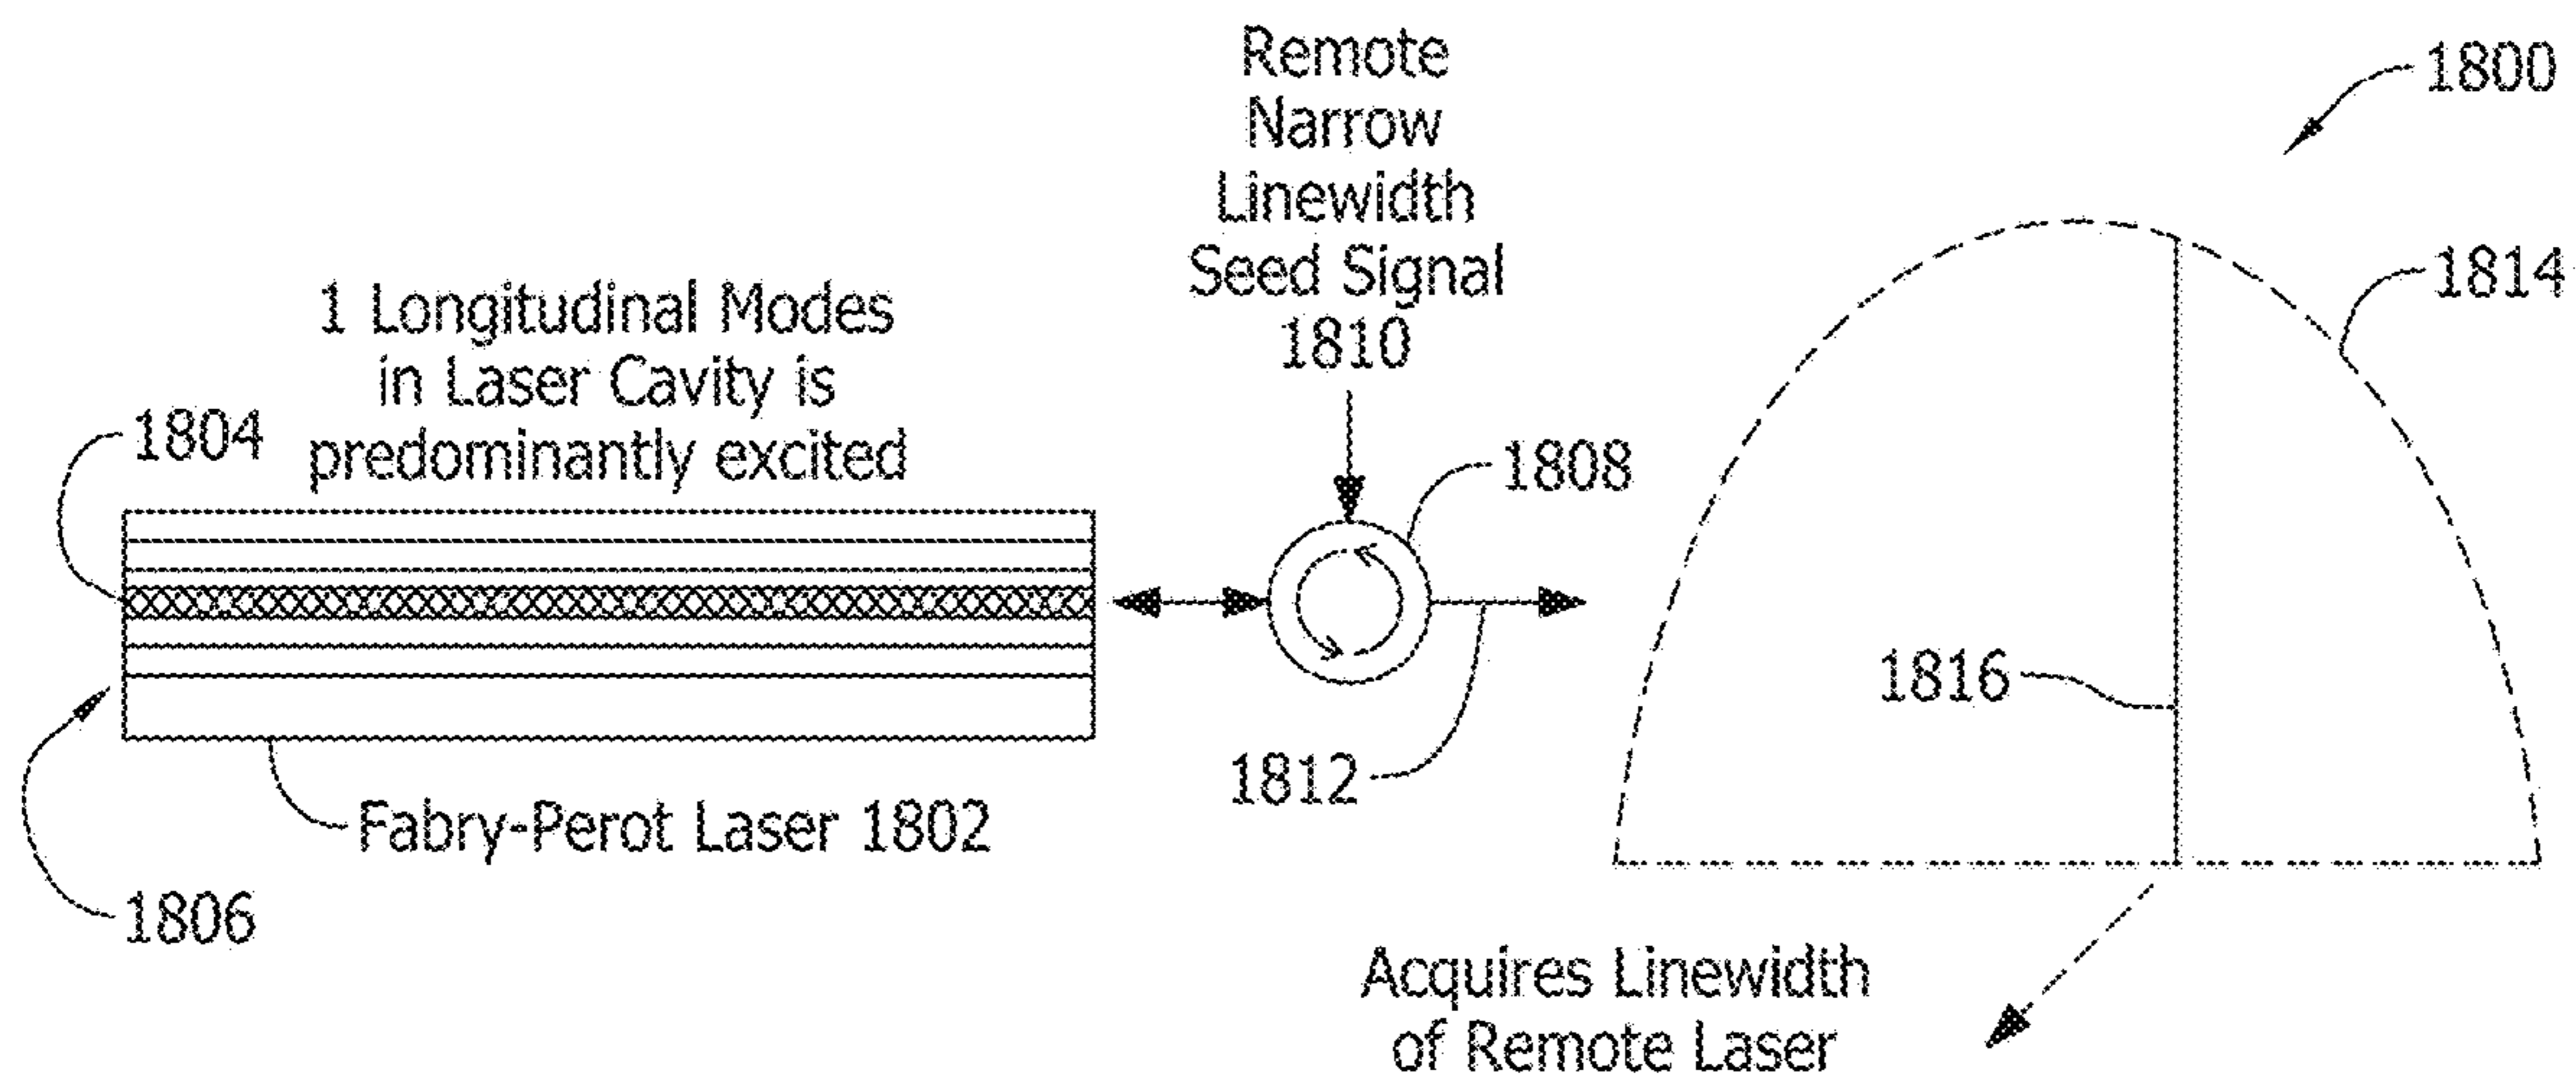 Remote
Narrow
Linewidth
Seed Signal
1810
1800
1814
1 Longitudinal Modes
in Laser Cavity is
predominantly excited
1804
1808
1816
1812
Fabry-Perot Laser 1802
1806
Acquires Linewidth
of Remote Laser